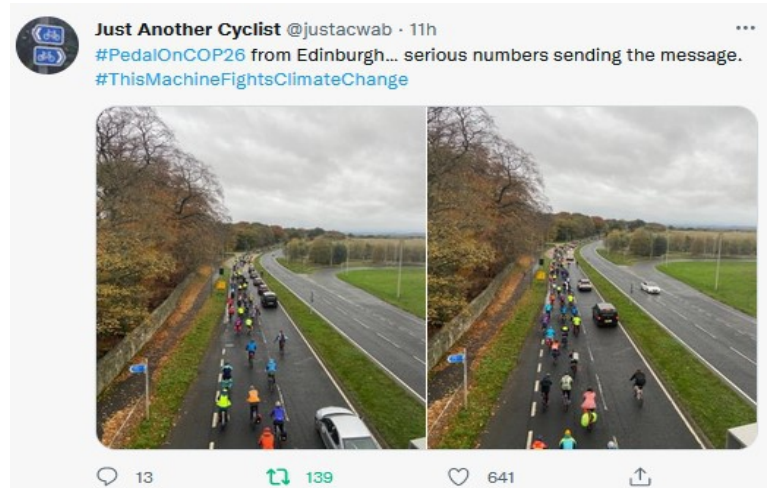 Just Another Cyclist @justacwab · 11h
#PedalOnCOP26 from Edinburgh... serious numbers sending the message.
#ThisMachineFightsClimateChange
13 139 641